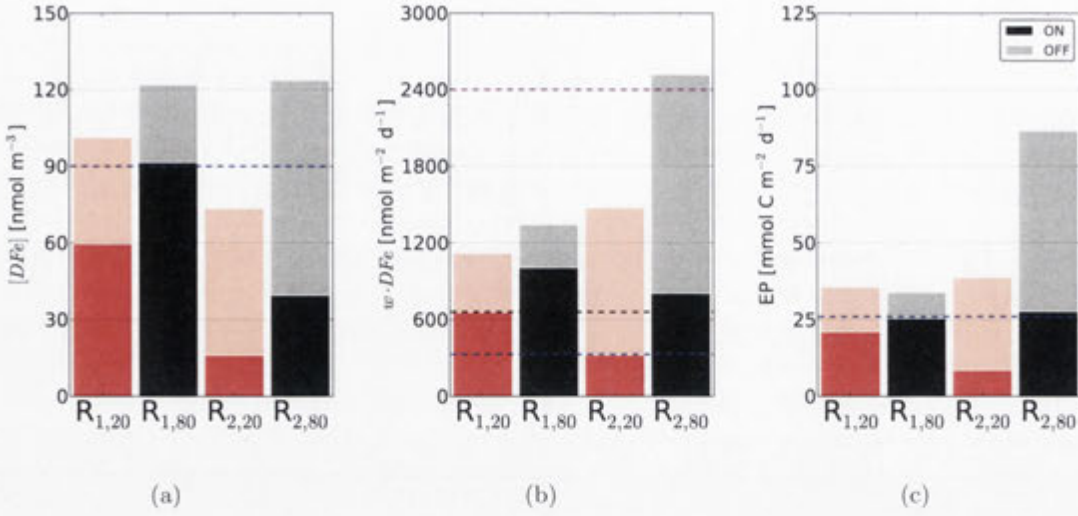 150
120
90
60
30
0
[DFe] [nmol m⁻³]
R₁,₂₀ R₁,₈₀ R₂,₂₀ R₂,₈₀
(a)
3000
2400
1800
1200
600
0
w·DFe [nmol m⁻² d⁻¹]
R₁,₂₀ R₁,₈₀ R₂,₂₀ R₂,₈₀
(b)
125
100
75
50
25
0
EP [mmol C m⁻² d⁻¹]
ON
OFF
R₁,₂₀ R₁,₈₀ R₂,₂₀ R₂,₈₀
(c)